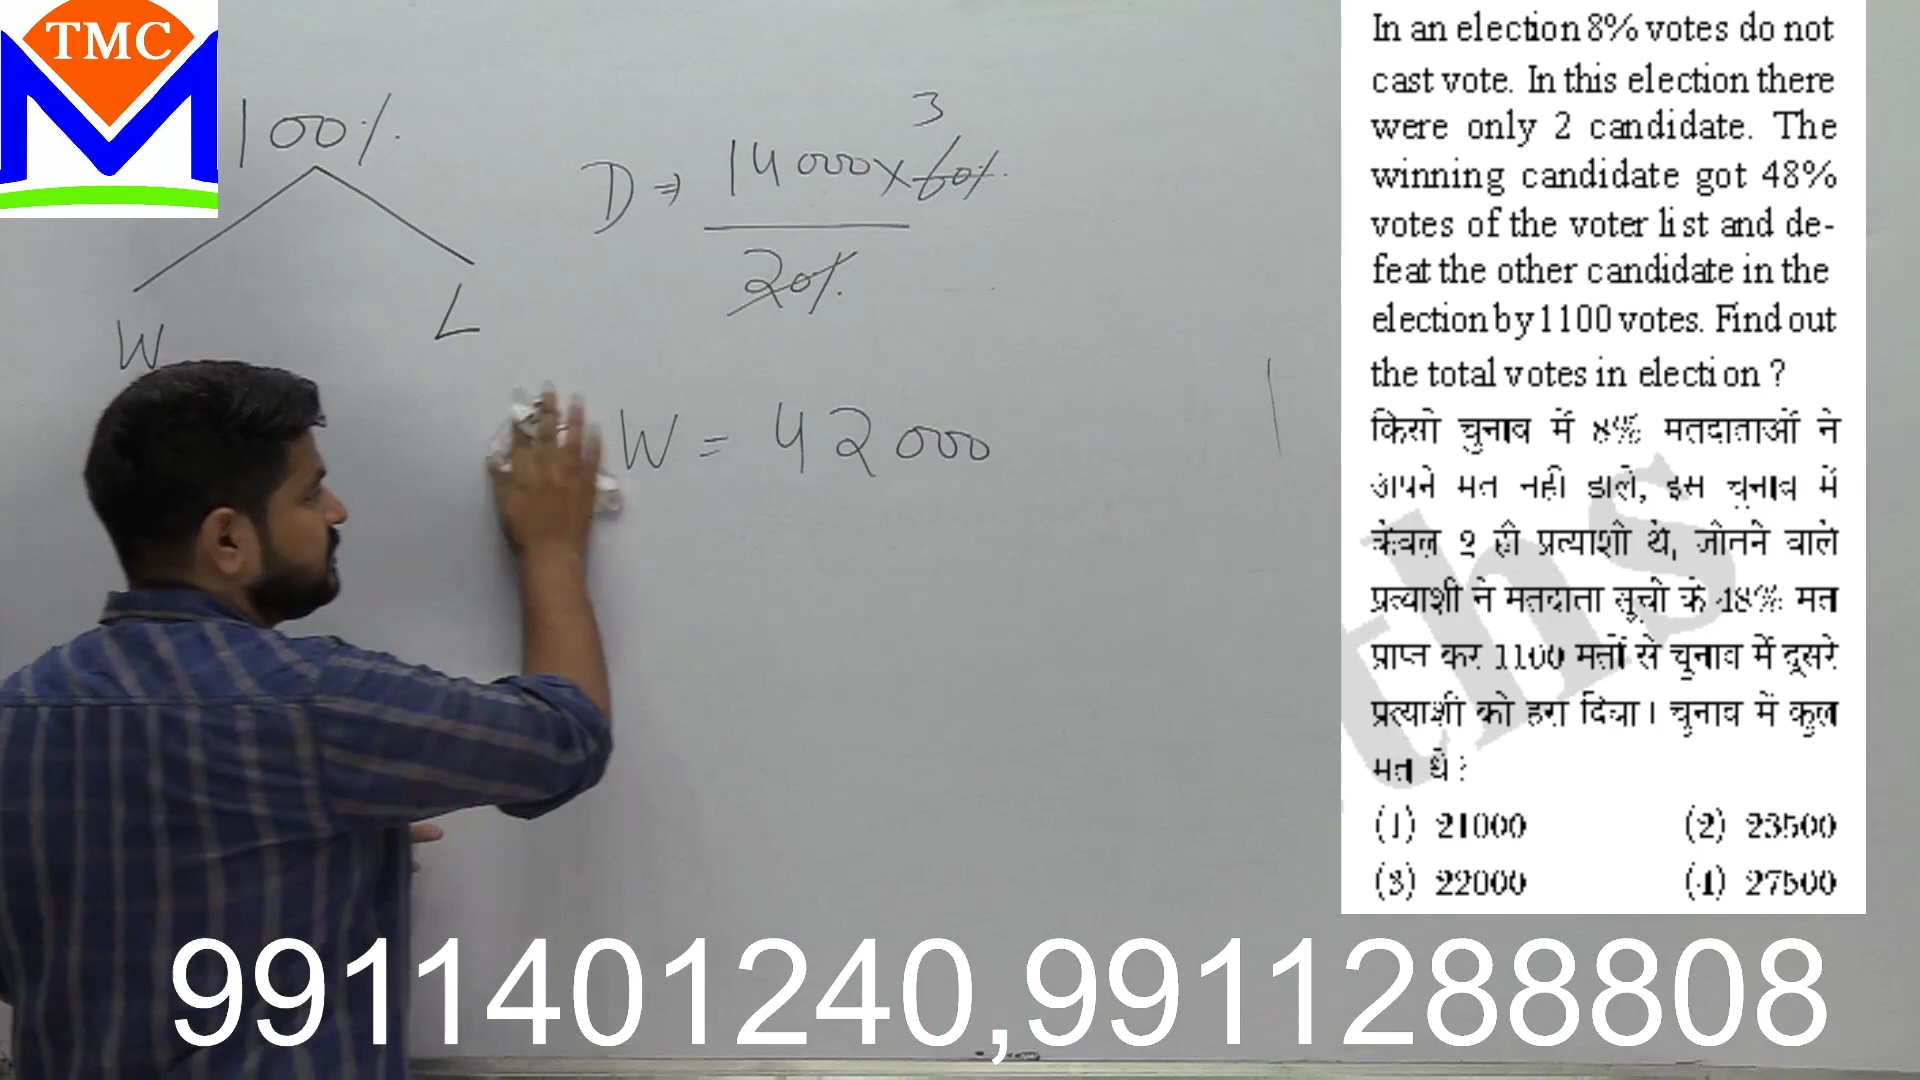 TMC
M
100%
W L
D ⇒ 14000 x 60% 3
20%
W = 42000
In an election 8% votes do not
cast vote. In this election there
were only 2 candidate. The
winning candidate got 48%
votes of the voter list and de-
feat the other candidate in the
election by 1100 votes. Find out
the total votes in election ?
किसी चुनाव में 8% मतदाताओं ने
अपने मत नही डाले, इस चुनाव में
केवल 2 ही प्रत्याशी थे, जीतने वाले
प्रत्याशी ने मतदाता सूची के 48% मत
प्राप्त कर 1100 मतों से चुनाव में दूसरे
प्रत्याशी को हरा दिया। चुनाव में कुल
मत थे?
(1) 21000 (2) 23500
(3) 22000 (4) 27500
ths
9911401240,9911288808